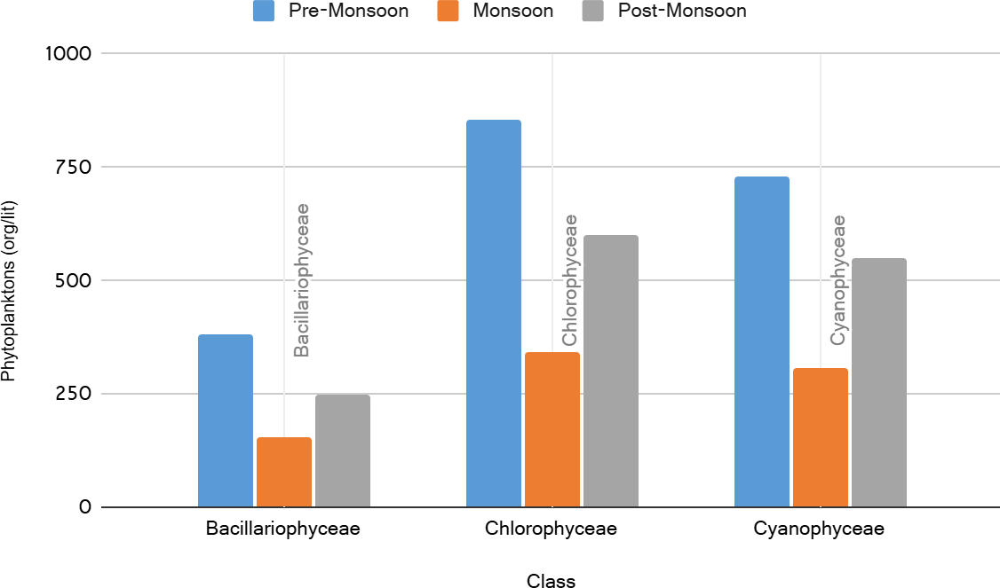 Pre-Monsoon Monsoon Post-Monsoon
1000
750
500
250
0
Phytoplanktons (org/lit)
Bacillariophyceae
Chlorophyceae
Cyanophyceae
Bacillariophyceae Chlorophyceae Cyanophyceae
Class